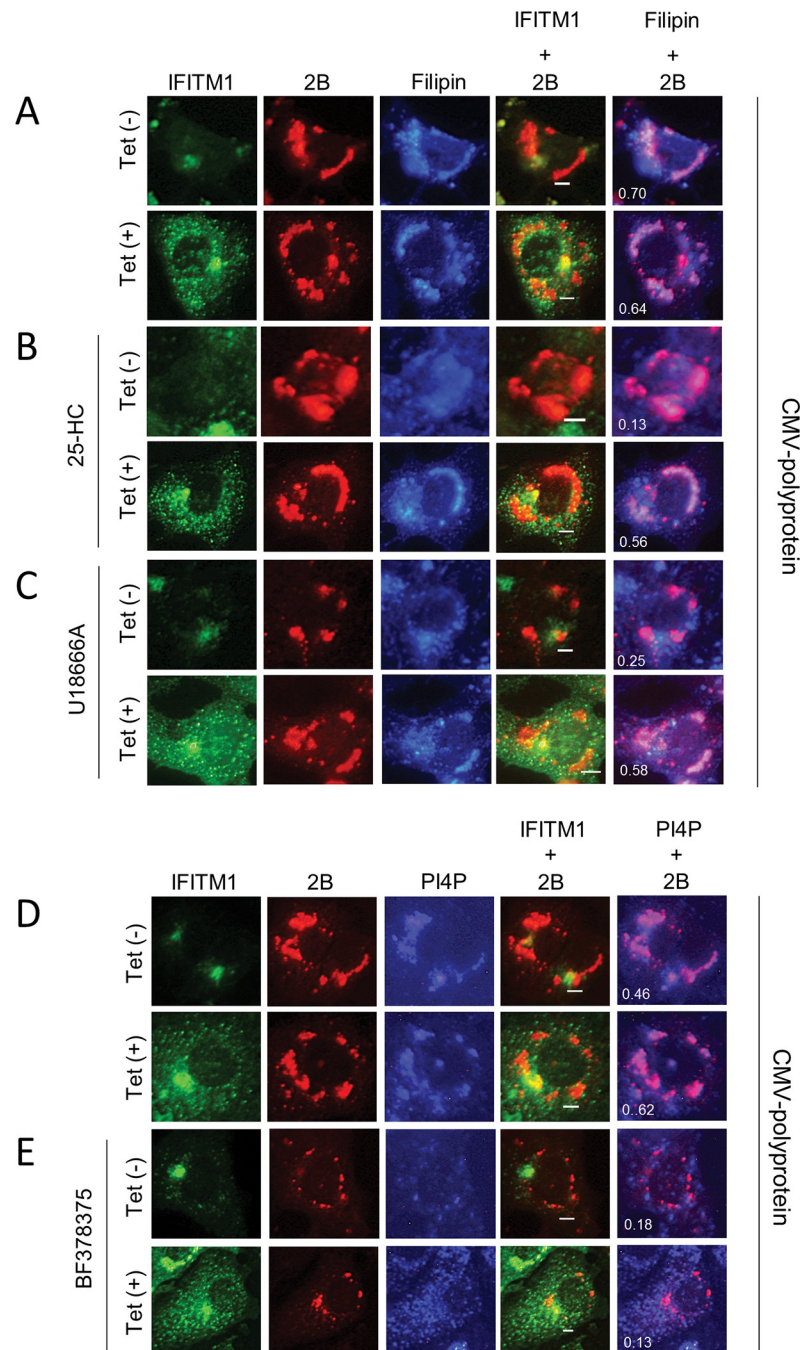 IFITM1 Filipin
+ +
IFITM1 2B Filipin 2B 2B
A
Tet (-)
0.70
Tet (+)
0.64
B
25-HC
Tet (-)
0.13
Tet (+)
0.56
C
U18666A
Tet (-)
0.25
Tet (+)
0.58
CMV-polyprotein
IFITM1 PI4P
+ +
IFITM1 2B PI4P 2B 2B
D
Tet (-)
0.46
Tet (+)
0..62
E
BF378375
Tet (-)
0.18
Tet (+)
0.13
CMV-polyprotein